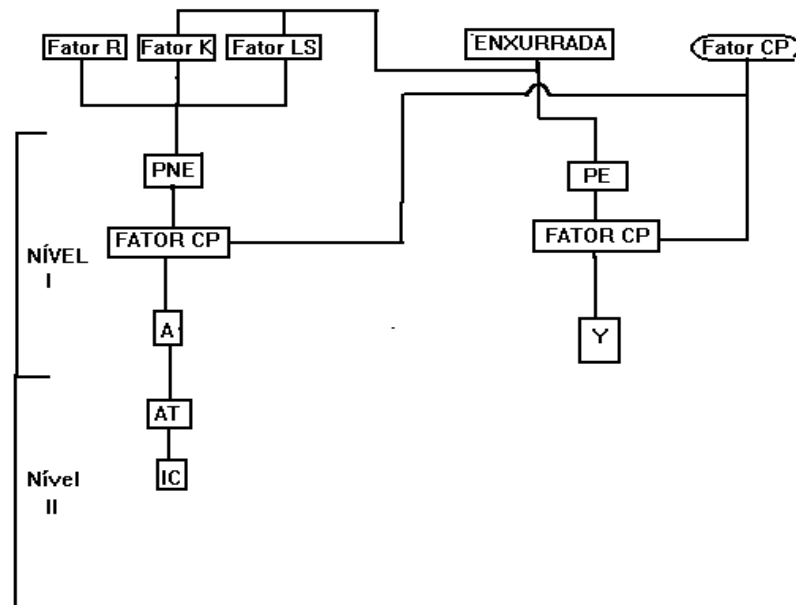 Fator R
Fator K
Fator LS
ENXURRADA
Fator CP
PNE
PE
FATOR CP
FATOR CP
NÍVEL
I
A
Y
AT
IC
Nível
II